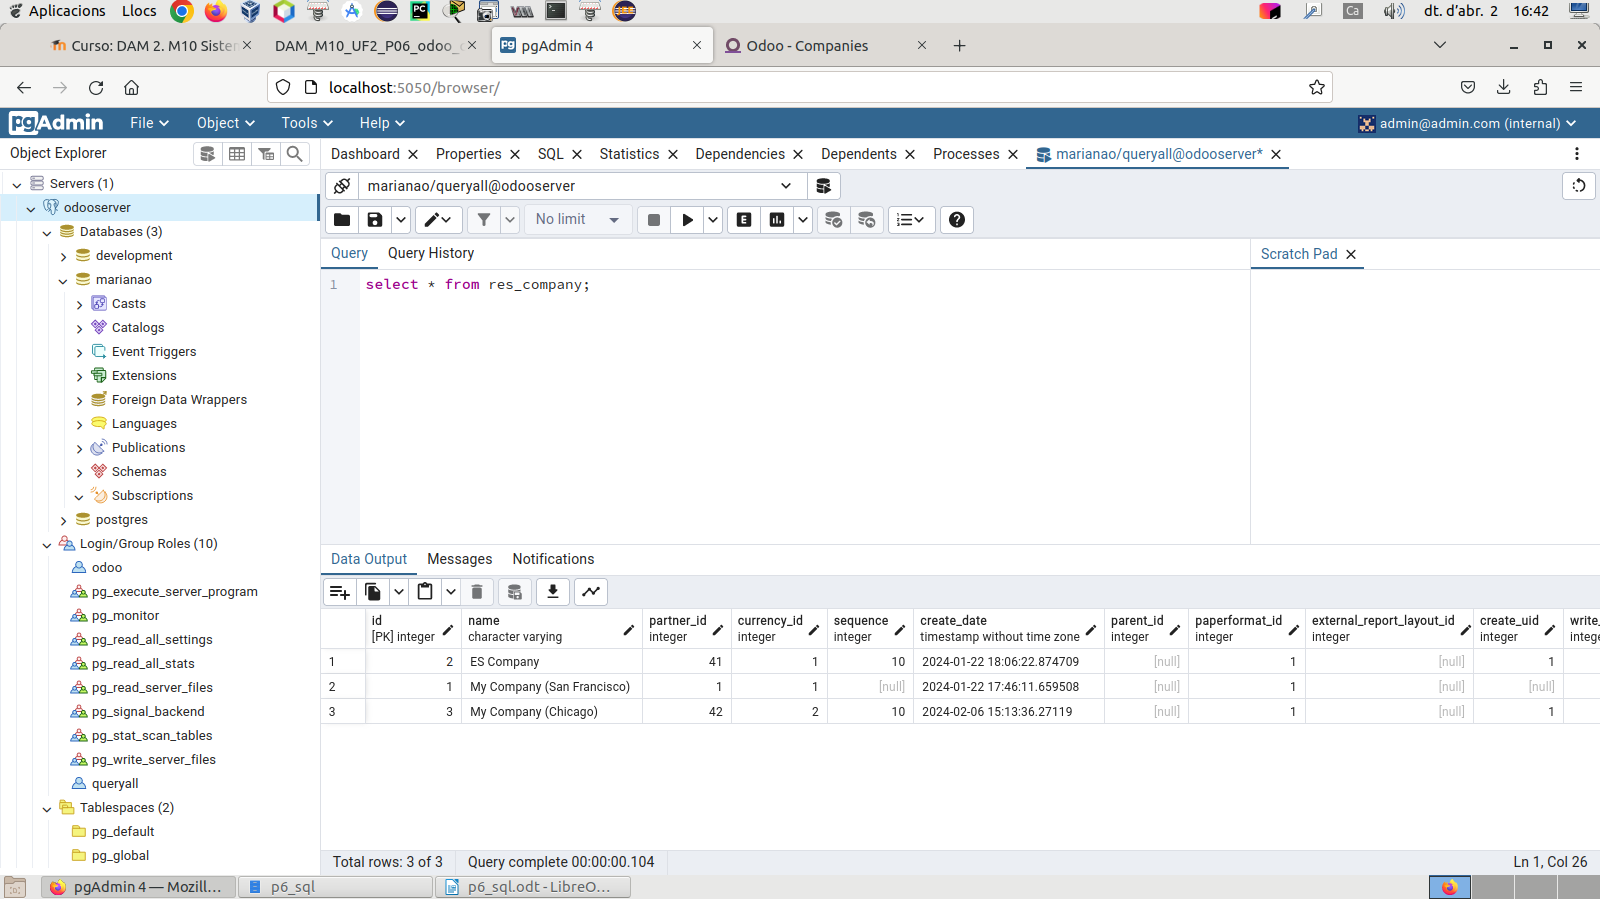 Aplicacions Llocs Ca dt. d'abr. 2 16:42
Curso: DAM 2. M10 Sister DAM_M10_UF2_P06_odoo_ pgAdmin 4 Odoo - Companies
localhost:5050/browser/
pgAdmin File Object Tools Help admin@admin.com (internal)
Object Explorer
Dashboard Properties SQL Statistics Dependencies Dependents Processes marianao/queryall@odooserver*
Servers (1)
odooserver
Databases (3)
development
marianao
Casts
Catalogs
Event Triggers
Extensions
Foreign Data Wrappers
Languages
Publications
Schemas
Subscriptions
postgres
Login/Group Roles (10)
odoo
pg_execute_server_program
pg_monitor
pg_read_all_settings
pg_read_all_stats
pg_read_server_files
pg_signal_backend
pg_stat_scan_tables
pg_write_server_files
queryall
Tablespaces (2)
pg_default
pg_global
marianao/queryall@odooserver
No limit E
Query Query History Scratch Pad
1 select * from res_company;
Data Output Messages Notifications
id name partner_id currency_id sequence create_date parent_id paperformat_id external_report_layout_id create_uid write_
[PK] integer character varying integer integer integer timestamp without time zone integer integer integer integer
1 2 ES Company 41 1 10 2024-01-22 18:06:22.874709 [null] 1 [null] 1
2 1 My Company (San Francisco) 1 1 [null] 2024-01-22 17:46:11.659508 [null] 1 [null] [null]
3 3 My Company (Chicago) 42 2 10 2024-02-06 15:13:36.27119 [null] 1 [null] 1
Total rows: 3 of 3 Query complete 00:00:00.104 Ln 1, Col 26
pgAdmin 4 — Mozill... p6_sql p6_sql.odt - LibreO...